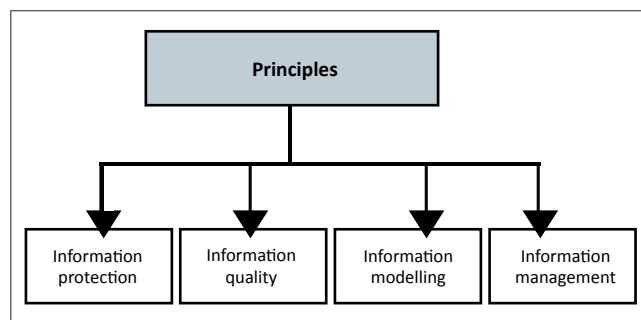 Principles
Information
protection
Information
quality
Information
modelling
Information
management